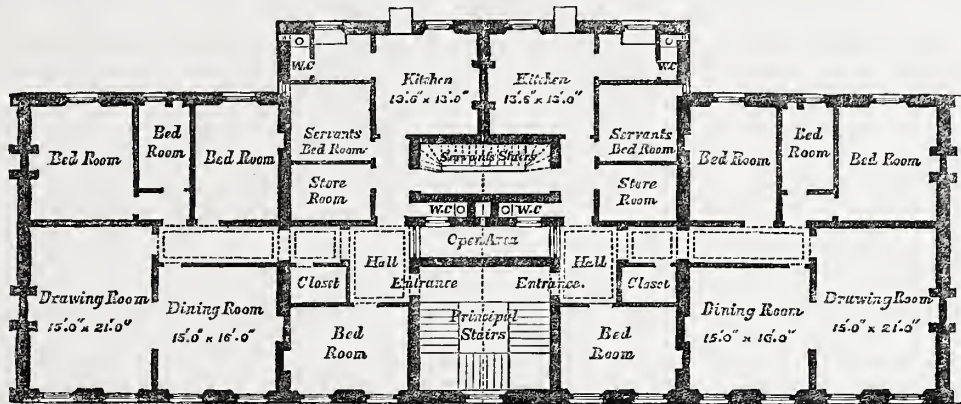 W.C
Kitchen
13'.6" x 13'.0"
Kitchen
13'.6" x 13'.0"
W.C
Bed Room
Bed
Room
Bed Room
Servants
Bed Room
Servants Stairs
Servants
Bed Room
Bed Room
Bed
Room
Bed Room
Store
Room
Store
Room
W.C
W.C
Open Area
Hall
Hall
Closet
Entrance
Entrance.
Closet
Drawing Room
15'.0" x 21'.0"
Dining Room
15'.0" x 16'.0"
Bed
Room
Principal
Stairs
Bed
Room
Dining Room
15'.0" x 16'.0"
Drawing Room
15'.0" x 21'.0"